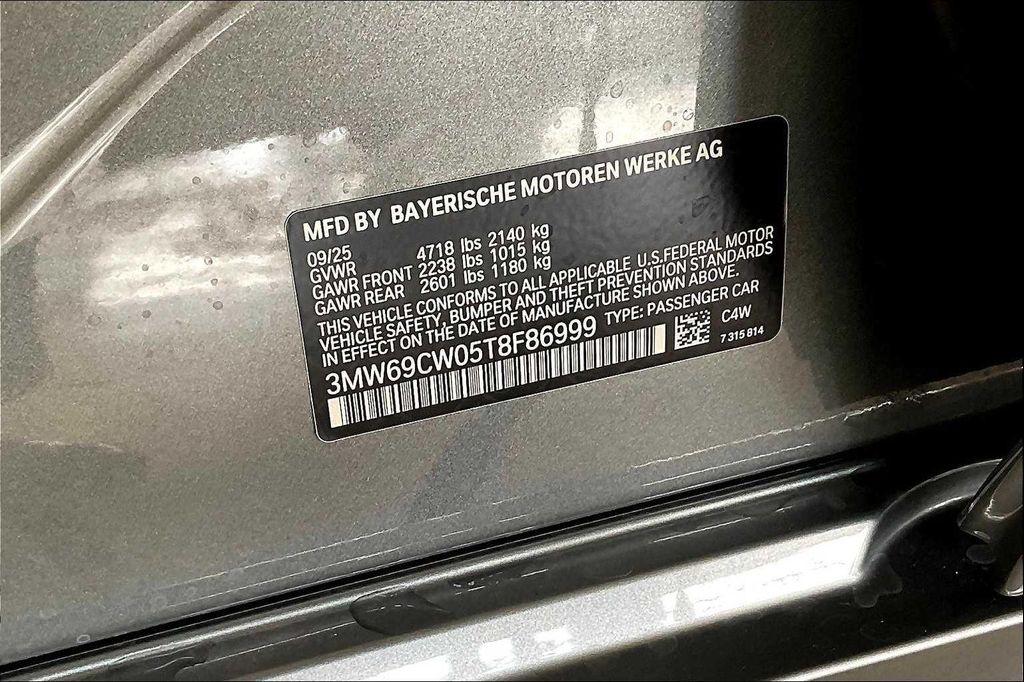 MFD BY BAYERISCHE MOTOREN WERKE AG
09/25
GVWR 4718 lbs 2140 kg
GAWR FRONT 2238 lbs 1015 kg
GAWR REAR 2601 lbs 1180 kg
THIS VEHICLE CONFORMS TO ALL APPLICABLE U.S.FEDERAL MOTOR
VEHICLE SAFETY, BUMPER AND THEFT PREVENTION STANDARDS
IN EFFECT ON THE DATE OF MANUFACTURE SHOWN ABOVE.
3MW69CW05T8F86999 TYPE: PASSENGER CAR
C4W
7 315 814